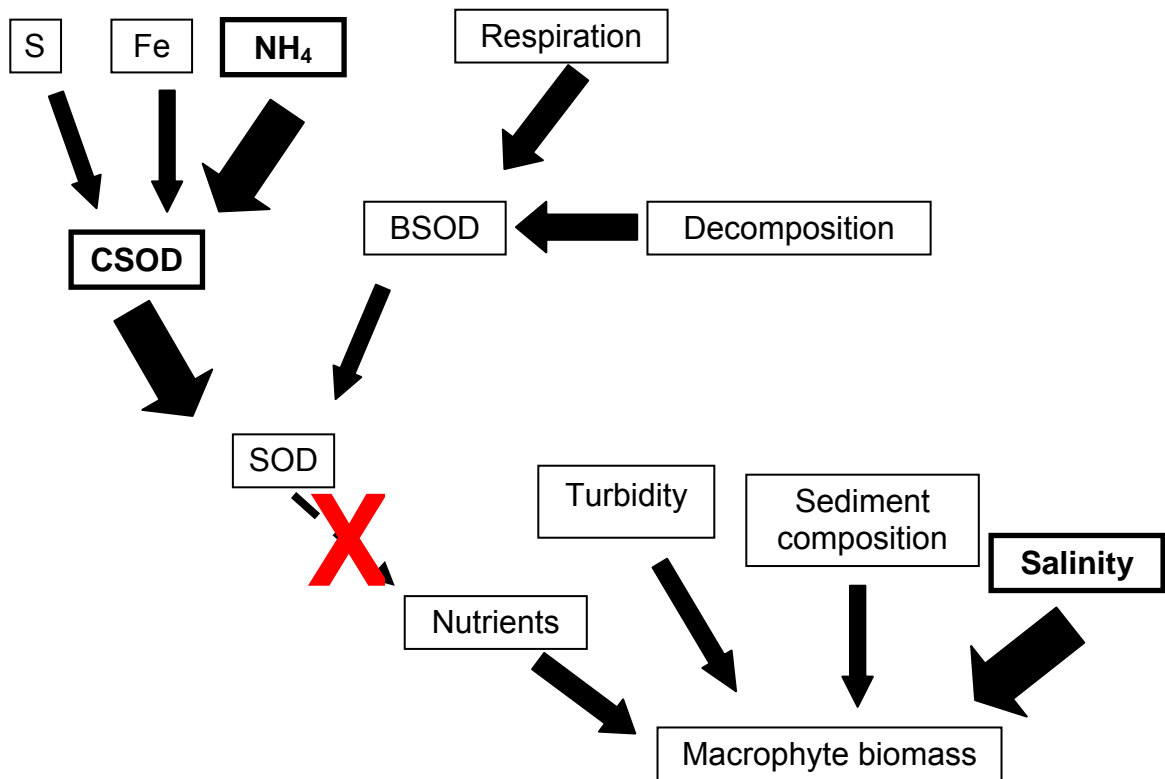 S
Fe
NH₄
Respiration
BSOD
Decomposition
CSOD
SOD
Turbidity
Sediment
composition
Salinity
Nutrients
Macrophyte biomass